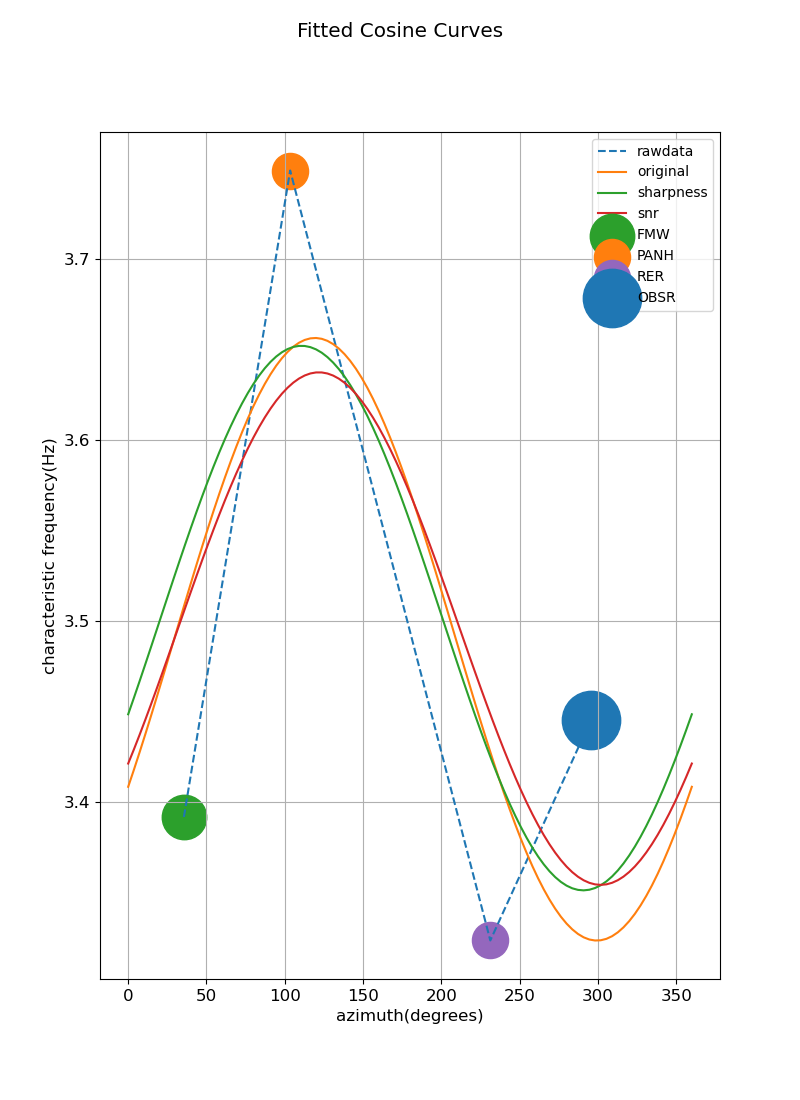 Fitted Cosine Curves
rawdata
original
sharpness
snr
FMW
PANH
RER
OBSR
3.7
3.6
3.5
3.4
characteristic frequency(Hz)
0 50 100 150 200 250 300 350
azimuth(degrees)